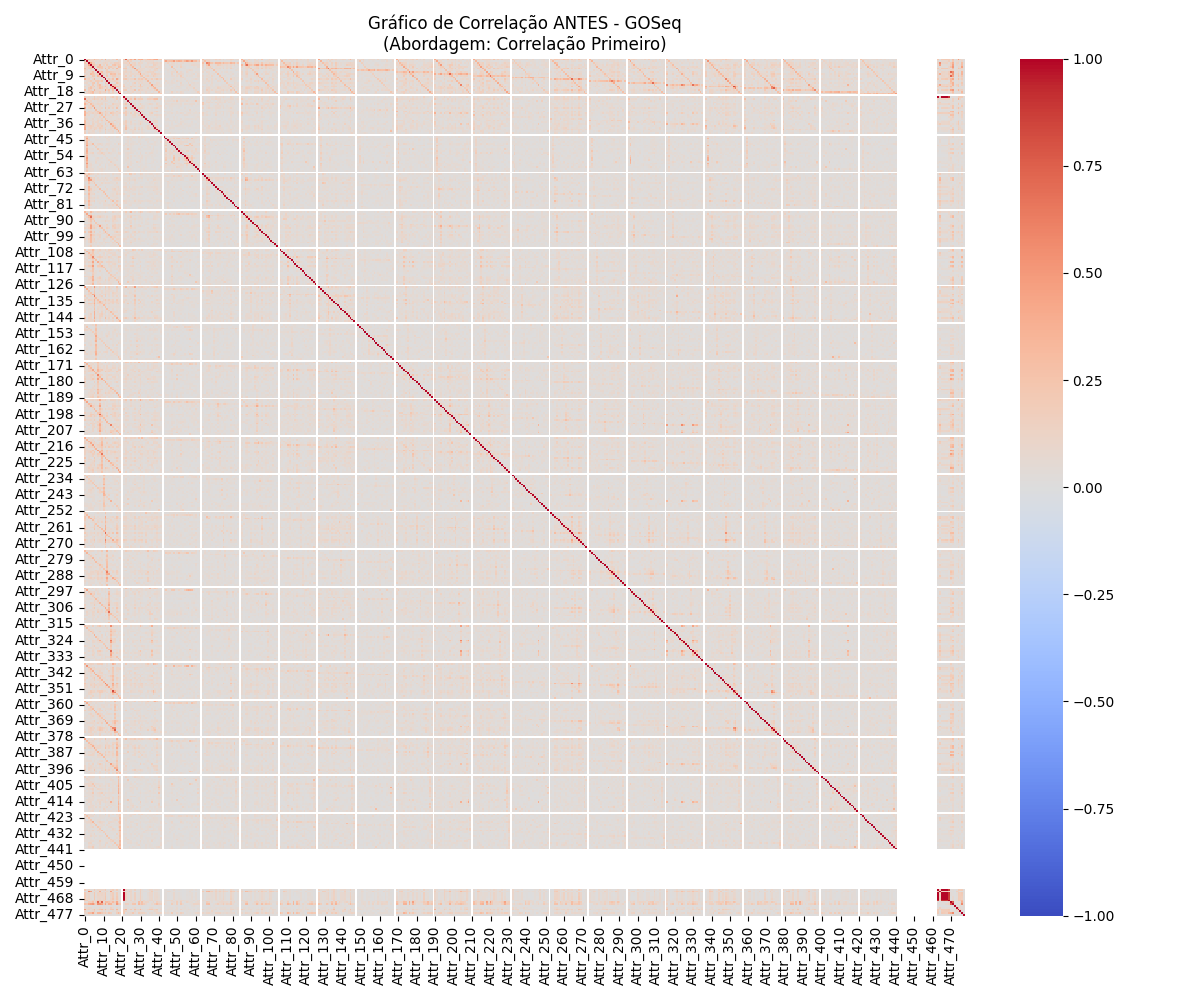 Gráfico de Correlação ANTES - GOSeq
(Abordagem: Correlação Primeiro)
Attr_0
Attr_9
Attr_18
Attr_27
Attr_36
Attr_45
Attr_54
Attr_63
Attr_72
Attr_81
Attr_90
Attr_99
Attr_108
Attr_117
Attr_126
Attr_135
Attr_144
Attr_153
Attr_162
Attr_171
Attr_180
Attr_189
Attr_198
Attr_207
Attr_216
Attr_225
Attr_234
Attr_243
Attr_252
Attr_261
Attr_270
Attr_279
Attr_288
Attr_297
Attr_306
Attr_315
Attr_324
Attr_333
Attr_342
Attr_351
Attr_360
Attr_369
Attr_378
Attr_387
Attr_396
Attr_405
Attr_414
Attr_423
Attr_432
Attr_441
Attr_450
Attr_459
Attr_468
Attr_477
Attr_0
Attr_10
Attr_20
Attr_30
Attr_40
Attr_50
Attr_60
Attr_70
Attr_80
Attr_90
Attr_100
Attr_110
Attr_120
Attr_130
Attr_140
Attr_150
Attr_160
Attr_170
Attr_180
Attr_190
Attr_200
Attr_210
Attr_220
Attr_230
Attr_240
Attr_250
Attr_260
Attr_270
Attr_280
Attr_290
Attr_300
Attr_310
Attr_320
Attr_330
Attr_340
Attr_350
Attr_360
Attr_370
Attr_380
Attr_390
Attr_400
Attr_410
Attr_420
Attr_430
Attr_440
Attr_450
Attr_460
Attr_470
1.00
0.75
0.50
0.25
0.00
−0.25
−0.50
−0.75
−1.00